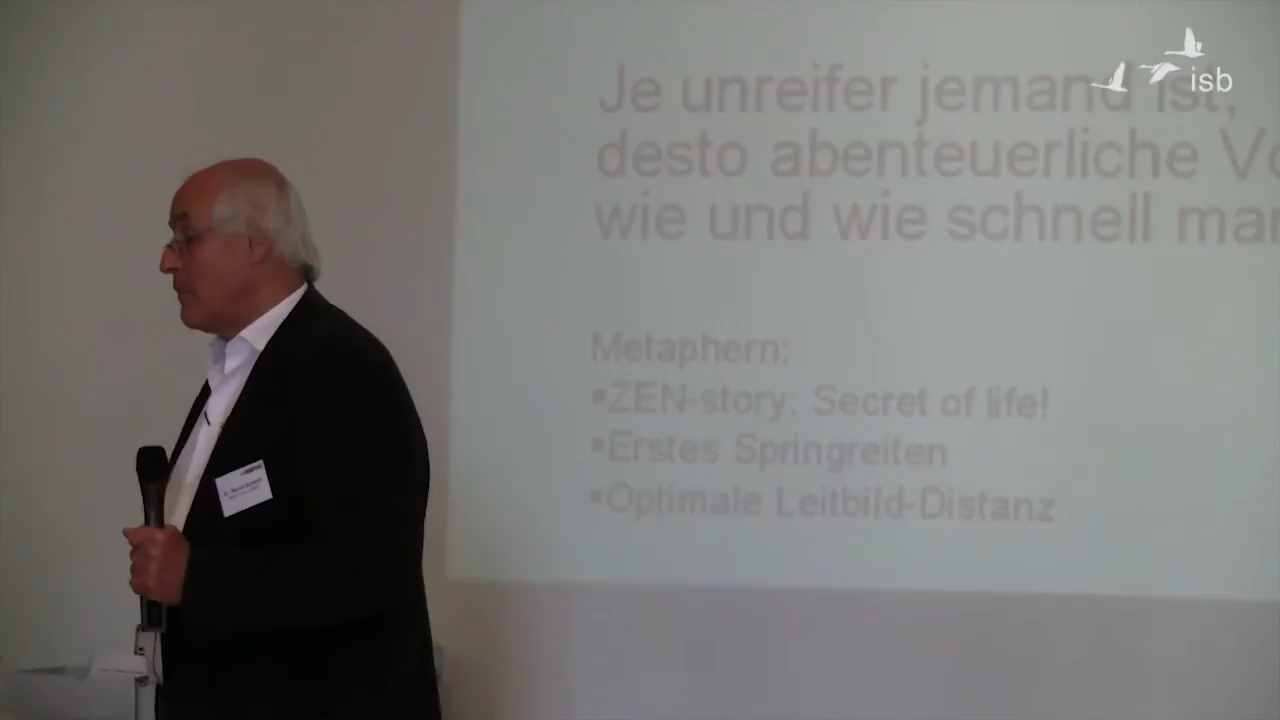 isb
Je unreifer jemand ist,
desto abenteuerliche
wie und wie schnell
Metaphern:
▪ZEN-story: Secret of life!
▪Erstes Springreiten
▪Optimale Leitbild-Distanz